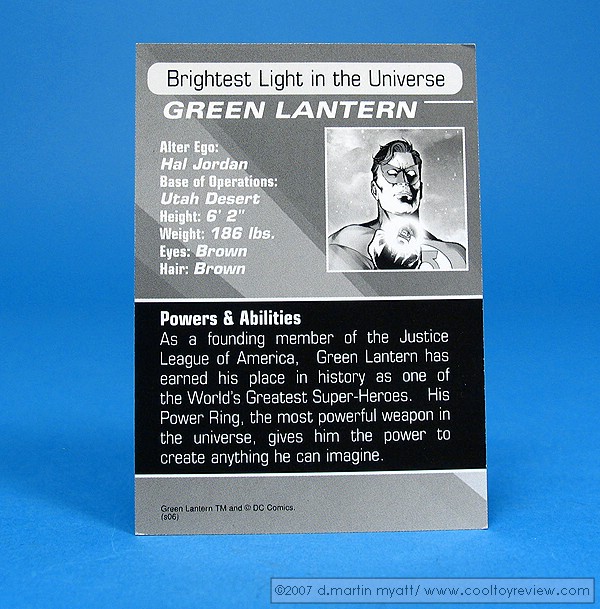 Brightest Light in the Universe
GREEN LANTERN
Alter Ego:
Hal Jordan
Base of Operations:
Utah Desert
Height: 6' 2"
Weight: 186 lbs.
Eyes: Brown
Hair: Brown
Powers & Abilities
As a founding member of the Justice
League of America, Green Lantern has
earned his place in history as one of
the World's Greatest Super-Heroes. His
Power Ring, the most powerful weapon in
the universe, gives him the power to
create anything he can imagine.
Green Lantern TM and © DC Comics.
(s06)
©2007 d.martin myatt/ www.cooltoyreview.com